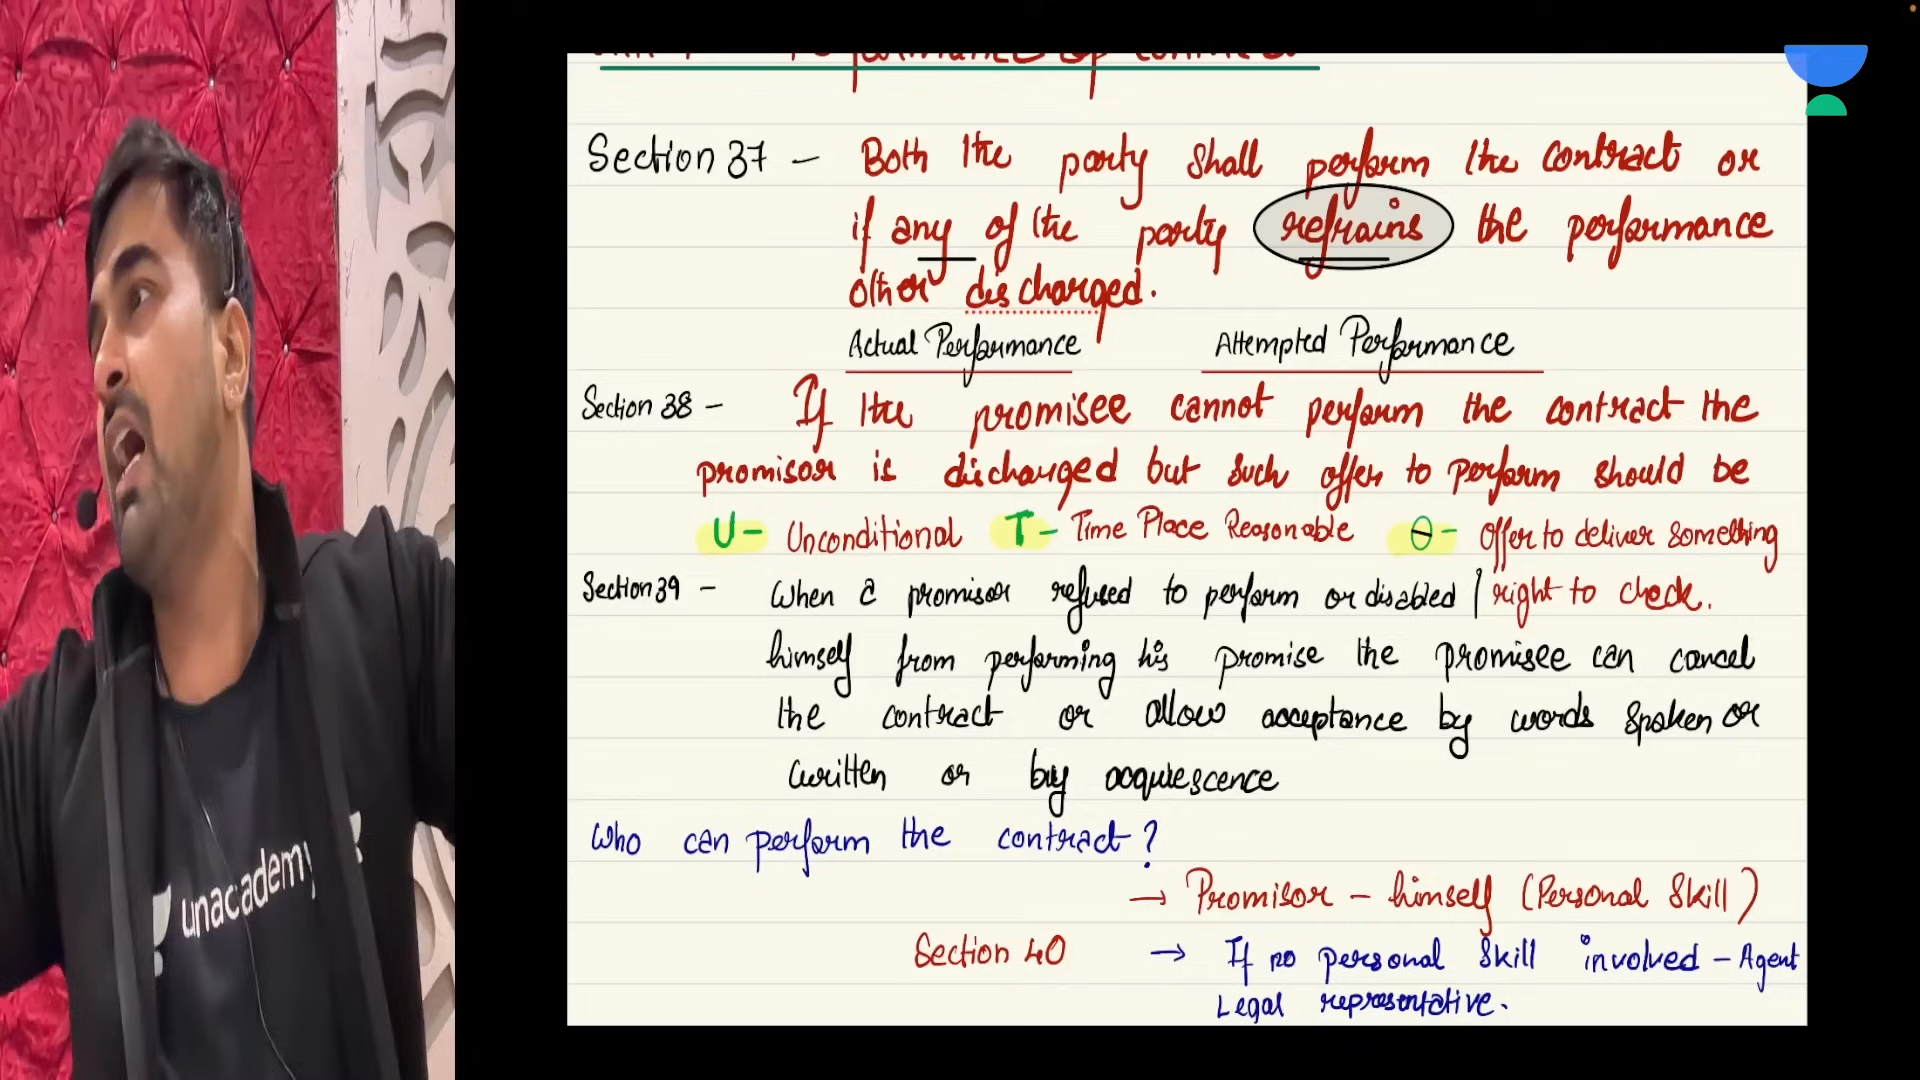 Performance of Contract
Section 37 – Both the party shall perform the contract or
if any of the party refrains the performance
other discharged.
Actual Performance Attempted Performance
Section 38 – If the promisee cannot perform the contract the
promisor is discharged but such offer to perform should be
U – Unconditional T – Time Place Reasonable O – Offer to deliver something
right to check.
Section 39 – When a promisor refused to perform or disabled
himself from performing his promise the promisee can cancel
the contract or allow acceptance by words spoken or
written or by acquiescence
Who can perform the contract?
→ Promisor – himself (Personal Skill)
Section 40 → If no personal skill involved – Agent
Legal representative.
unacademy